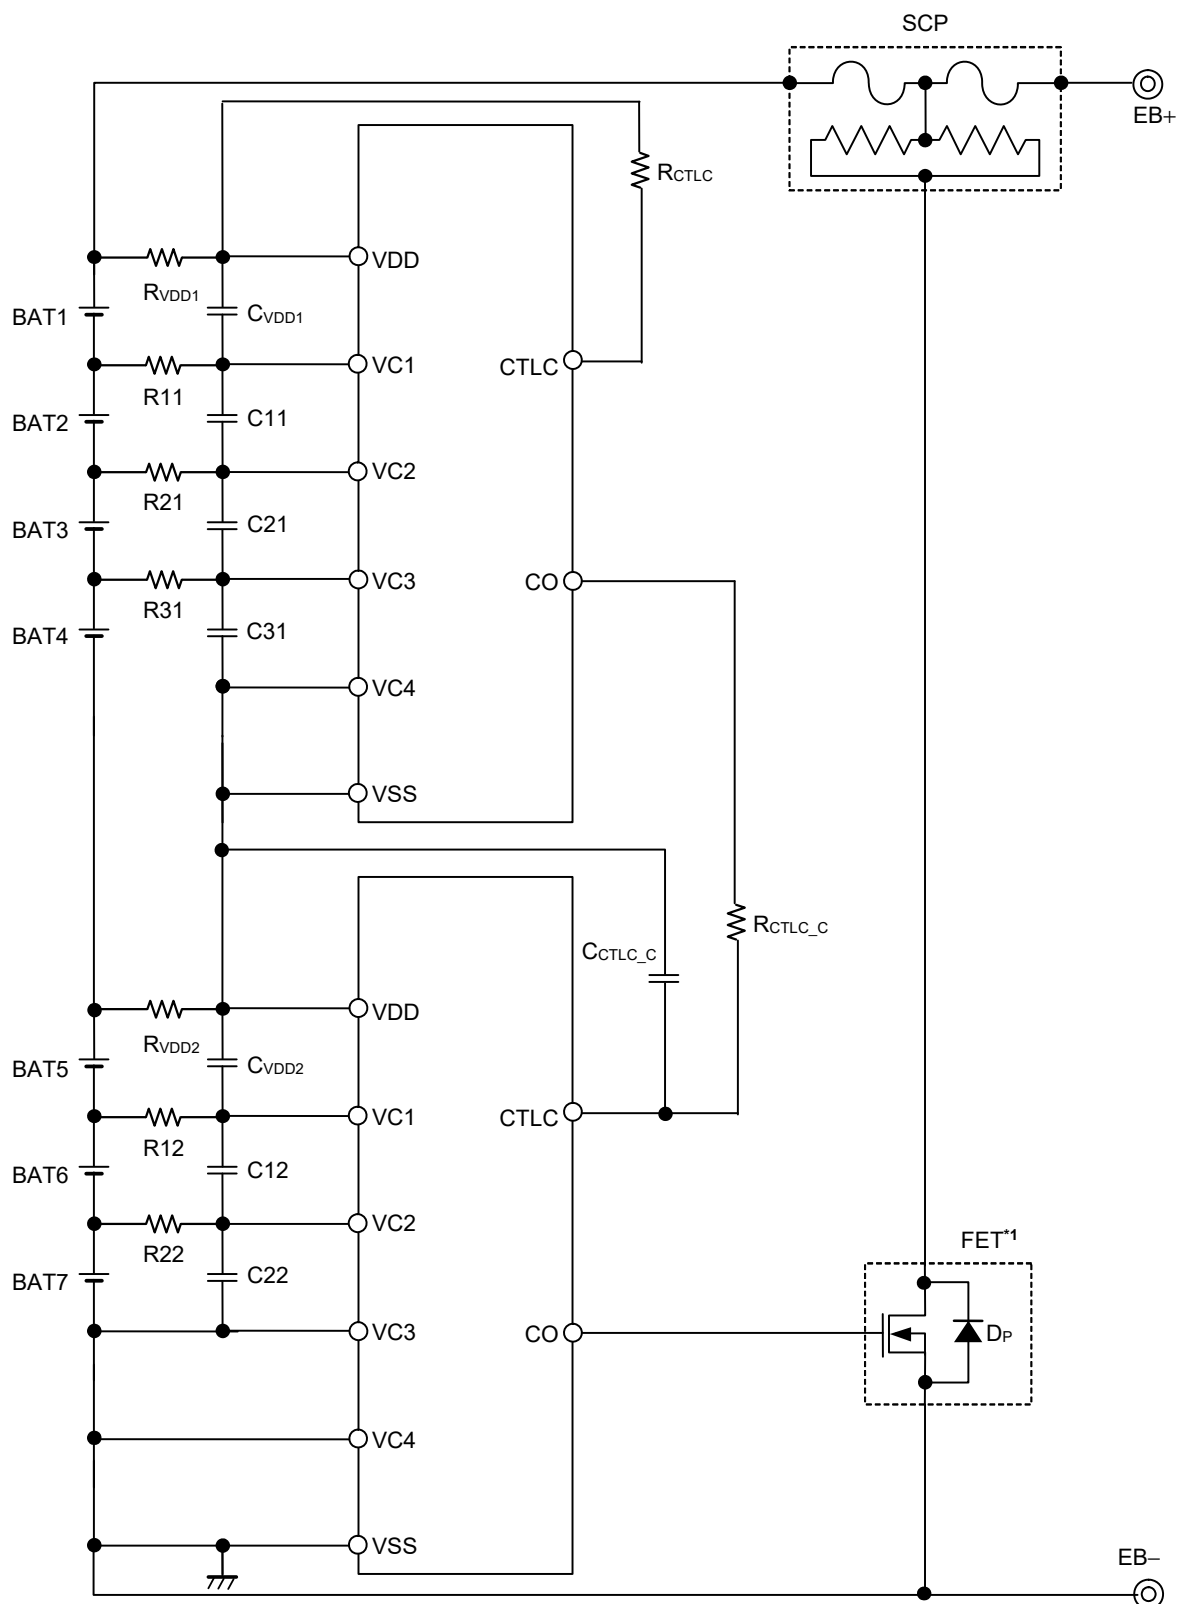 SCP
EB+
RCTLC
VDD
RVDD1
BAT1
CVDD1
VC1
CTLC
R11
BAT2
C11
VC2
R21
BAT3
C21
VC3
CO
R31
BAT4
C31
VC4
VSS
RCTLC_C
CCTLC_C
VDD
RVDD2
BAT5
CVDD2
VC1
CTLC
R12
BAT6
C12
VC2
R22
FET*1
BAT7
C22
VC3
CO
DP
VC4
VSS
EB−